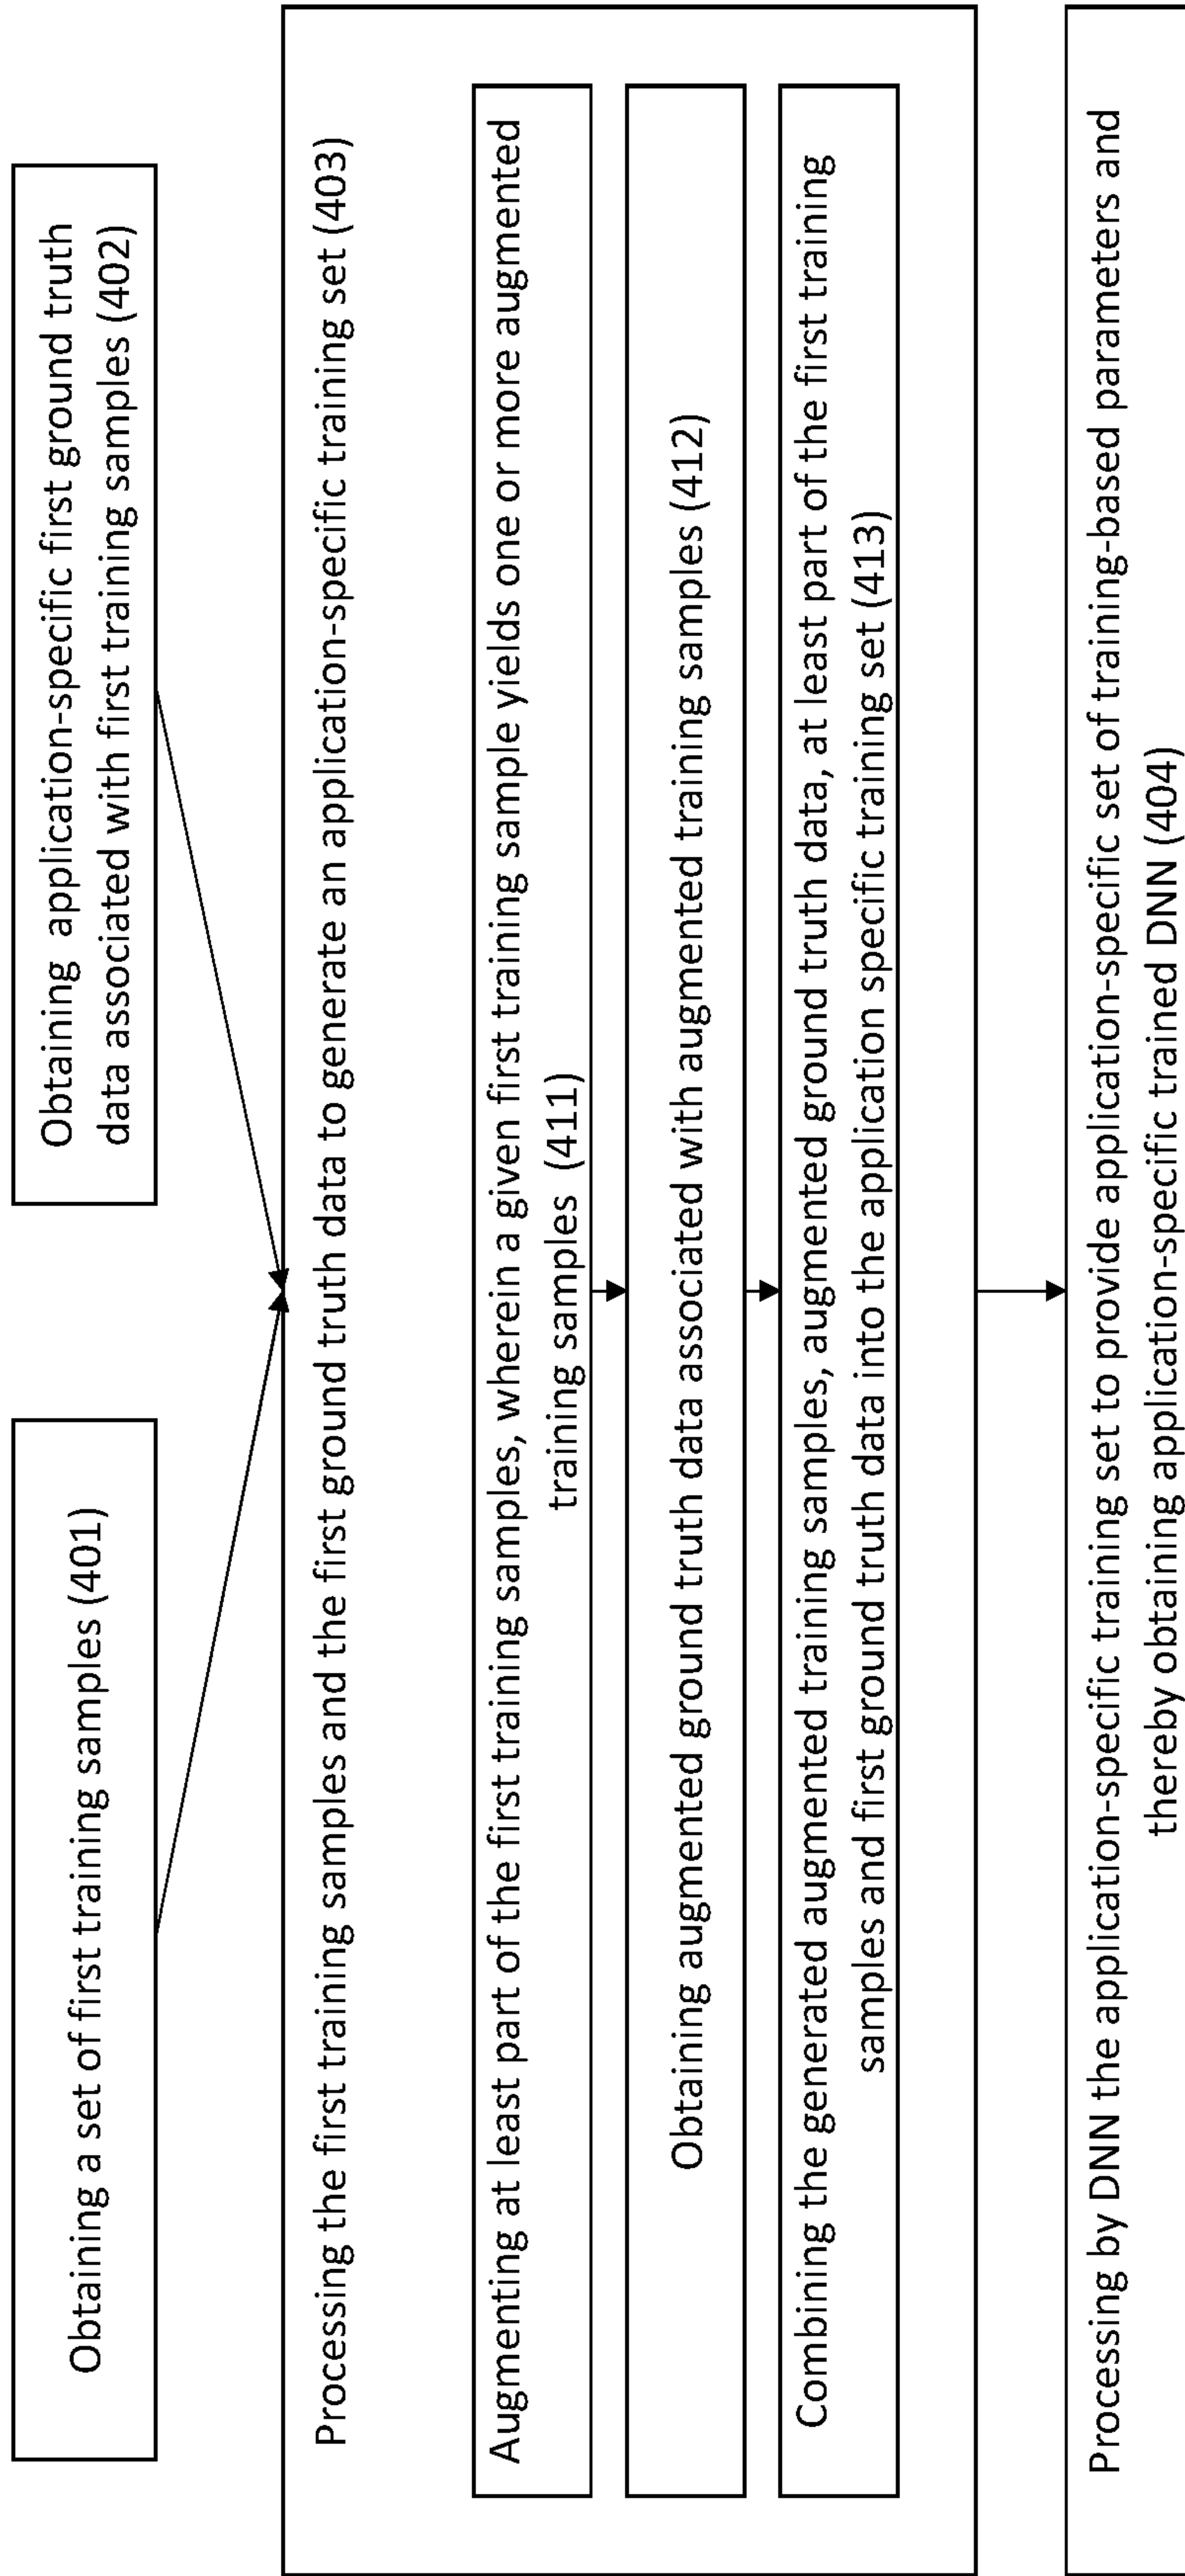 Obtaining a set of first training samples (401)
Obtaining application-specific first ground truth
data associated with first training samples (402)
Processing the first training samples and the first ground truth data to generate an application-specific training set (403)
Augmenting at least part of the first training samples, wherein a given first training sample yields one or more augmented
training samples (411)
Obtaining augmented ground truth data associated with augmented training samples (412)
Combining the generated augmented training samples, augmented ground truth data, at least part of the first training
samples and first ground truth data into the application specific training set (413)
Processing by DNN the application-specific training set to provide application-specific set of training-based parameters and
thereby obtaining application-specific trained DNN (404)